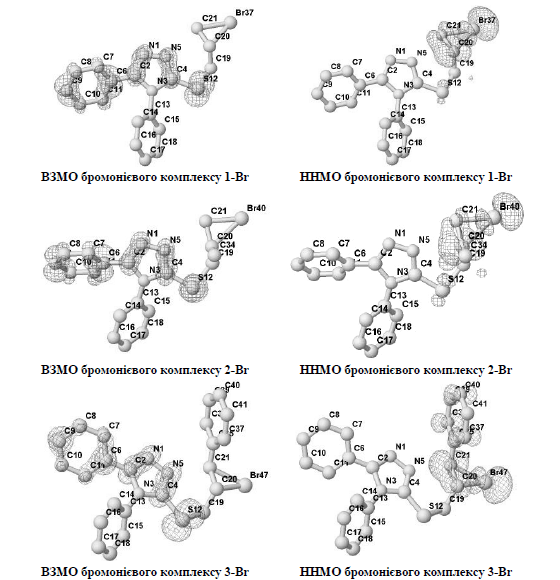 C21
Br37
N1
N5
C20
C8
C7
C2
C19
C6
C4
S12
C9
N3
C10
C11
C13
C14
C15
C16
C18
C17
C21
Br37
C20
N1
N5
C19
C8
C7
C2
C6
C4
S12
C9
N3
C11
C10
C13
C14
C15
C16
C18
C17
ВЗМО бромонієвого комплексу 1-Br
ННМО бромонієвого комплексу 1-Br
Br40
C21
N1
C20
C8
C7
N5
C34
C6
C2
C19
C10
C4
N3
S12
C13
C14
C15
C16
C18
C17
Br40
C21
N1
C20
N5
C34
C8
C7
C2
C19
C6
C10
C4
N3
S12
C13
C14
C15
C16
C18
C17
ВЗМО бромонієвого комплексу 2-Br
ННМО бромонієвого комплексу 2-Br
C40
C41
C8
C7
C37
C9
N1
C6
C21
C10
C2
N5
C20
Br47
N3
C4
C14
C13
C19
S12
C16
C15
C17
C18
C40
C41
C8
C7
C37
C9
N1
C21
C6
C10
N5
C20
Br47
C2
N3
C4
C19
C14
C13
S12
C16
C15
C17
C18
ВЗМО бромонієвого комплексу 3-Br
ННМО бромонієвого комплексу 3-Br